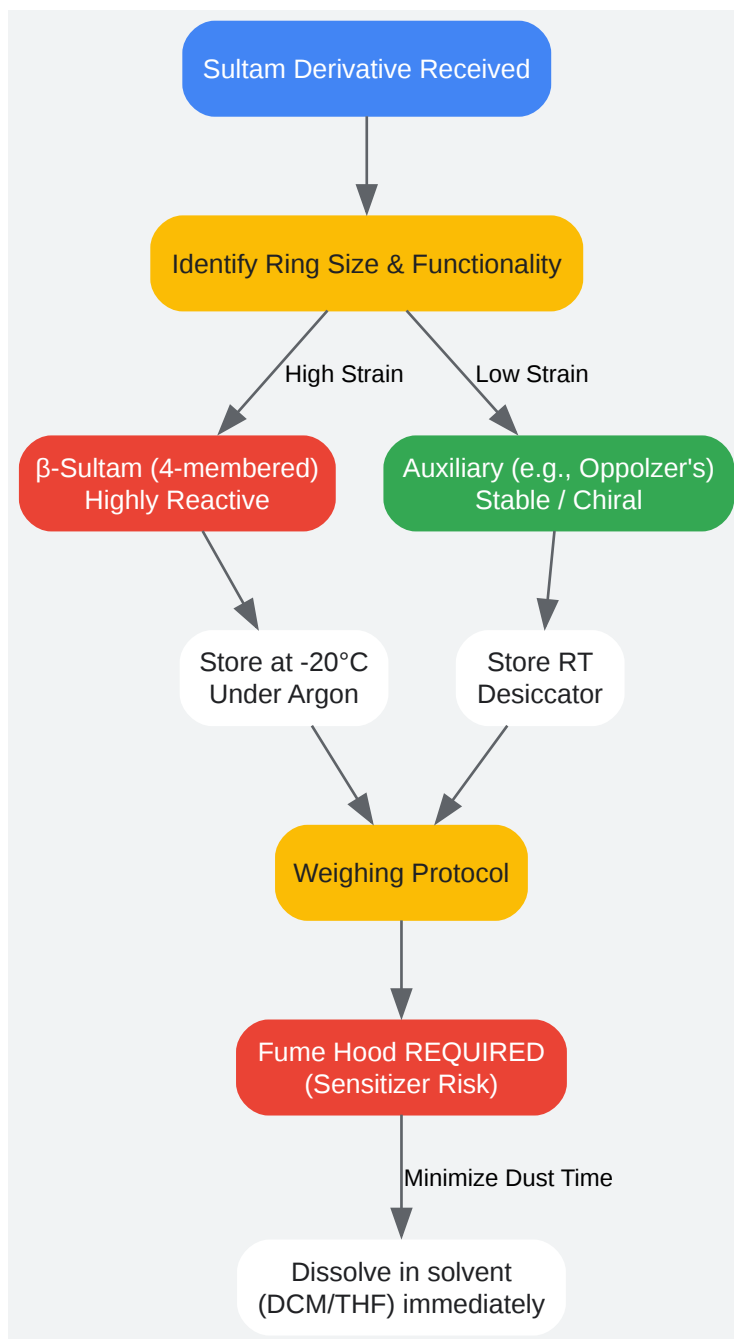 Sultam Derivative Received
Identify Ring Size & Functionality
High Strain
Low Strain
β-Sultam (4-membered)
Highly Reactive
Auxiliary (e.g., Oppolzer's)
Stable / Chiral
Store at -20°C
Under Argon
Store RT
Desiccator
Weighing Protocol
Fume Hood REQUIRED
(Sensitizer Risk)
Minimize Dust Time
Dissolve in solvent
(DCM/THF) immediately